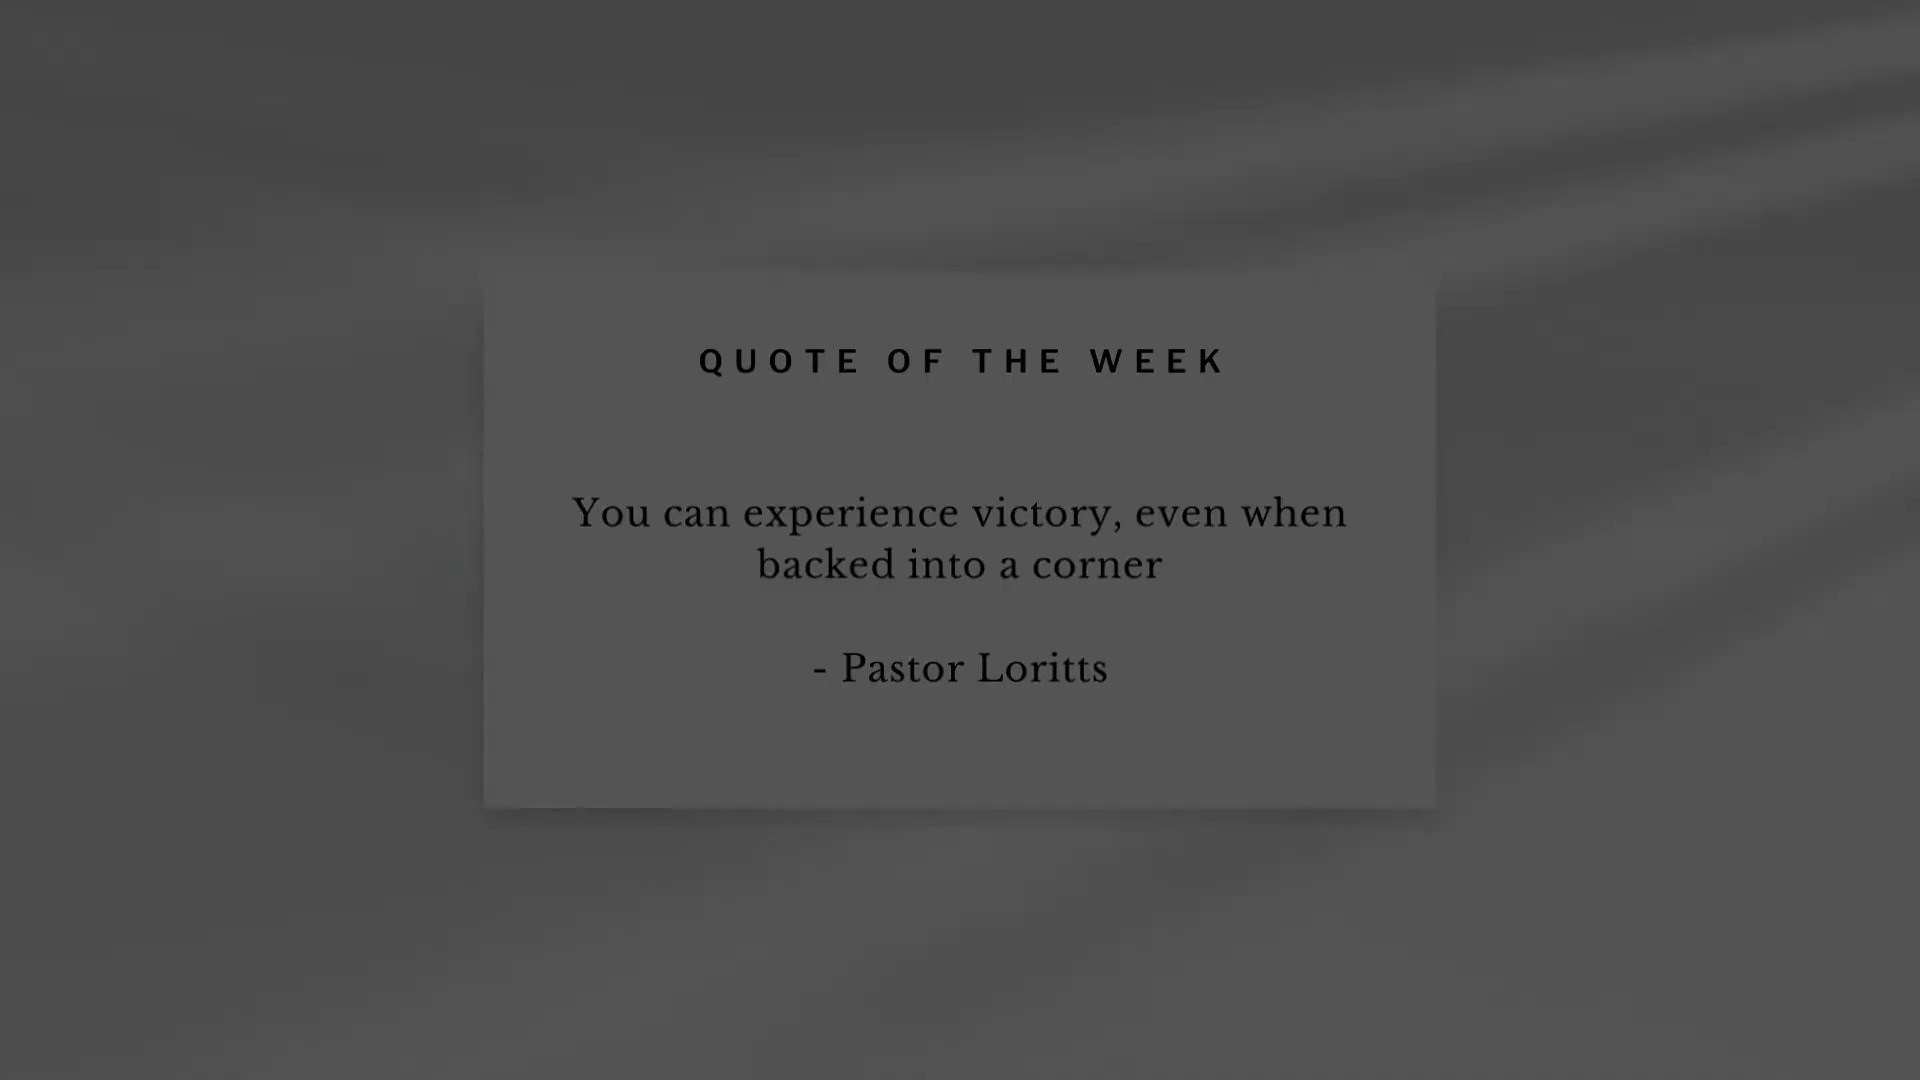 QUOTE OF THE WEEK
You can experience victory, even when
backed into a corner
- Pastor Loritts